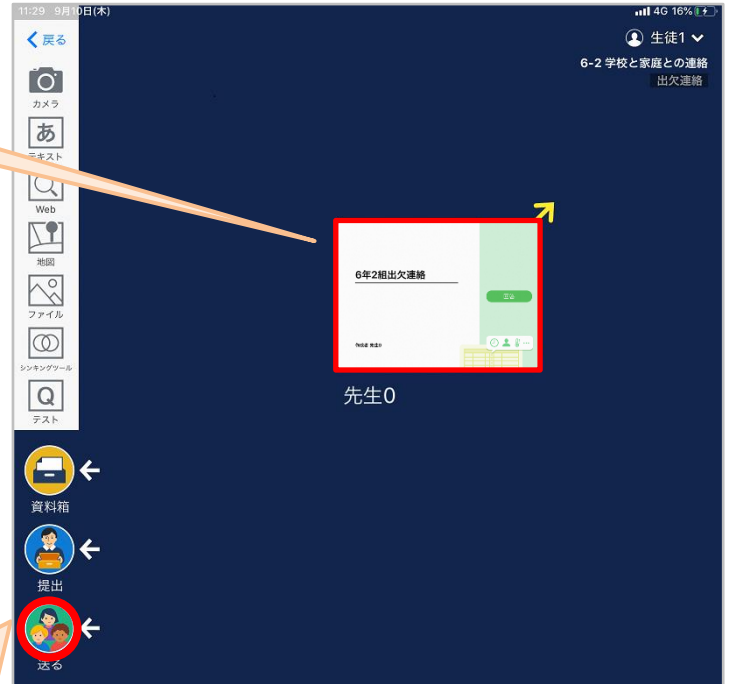 11:29 9月10日(木)
4G 16%
戻る
生徒1
6-2 学校と家庭との連絡
出欠連絡
カメラ
あ
テキスト
Web
地図
ファイル
シンキングツール
Q
テスト
6年2組出欠連絡
先生0
資料箱
提出
送る